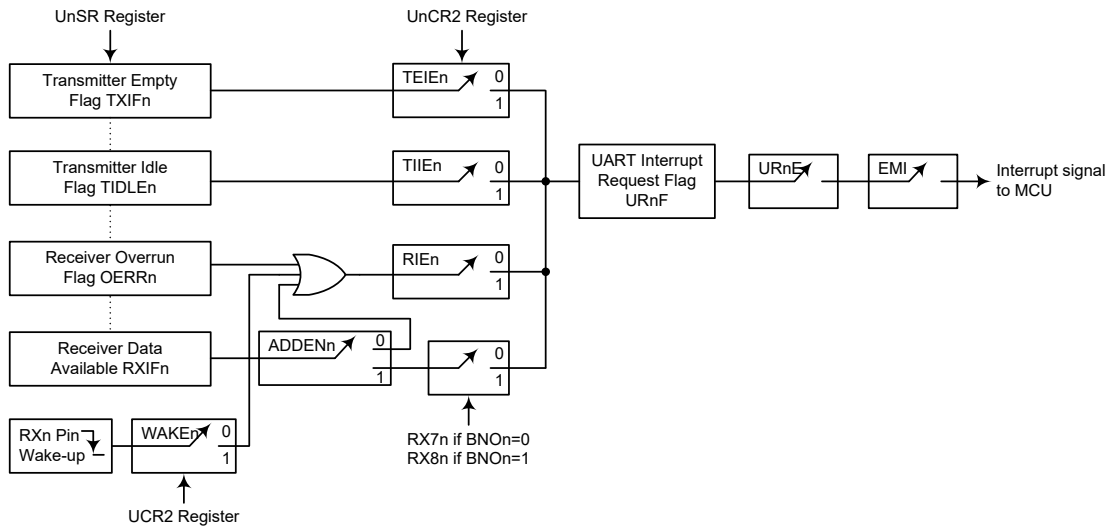 UnSR Register
UnCR2 Register
Transmitter Empty
Flag TXIFn
TEIEn
0
1
Transmitter Idle
Flag TIDLEn
TIIEn
0
1
UART Interrupt
Request Flag
URnF
URnE
EMI
Interrupt signal
to MCU
Receiver Overrun
Flag OERRn
RIEn
0
1
Receiver Data
Available RXIFn
ADDENn
0
1
0
1
RXn Pin
Wake-up
WAKEn
0
1
RX7n if BNOn=0
RX8n if BNOn=1
UCR2 Register